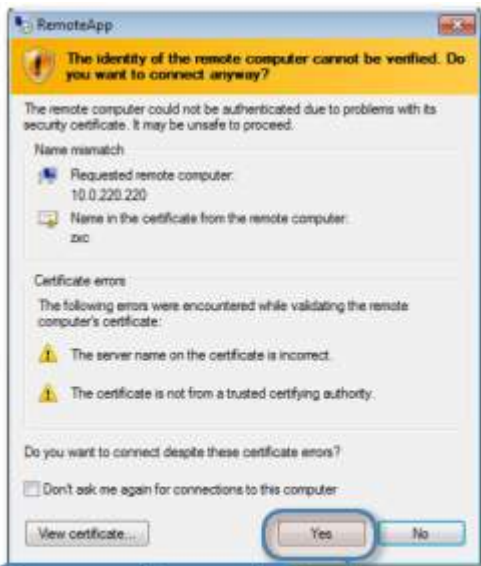 RemoteApp
The identity of the remote computer cannot be verified. Do
you want to connect anyway?
The remote computer could not be authenticated due to problems with its
security certificate. It may be unsafe to proceed.
Name mismatch
Requested remote computer:
10.0.220.220
Name in the certificate from the remote computer:
zxc
Certificate errors
The following errors were encountered while validating the remote
computer's certificate:
The server name on the certificate is incorrect.
The certificate is not from a trusted certifying authority.
Do you want to connect despite these certificate errors?
Don't ask me again for connections to this computer
View certificate... Yes No